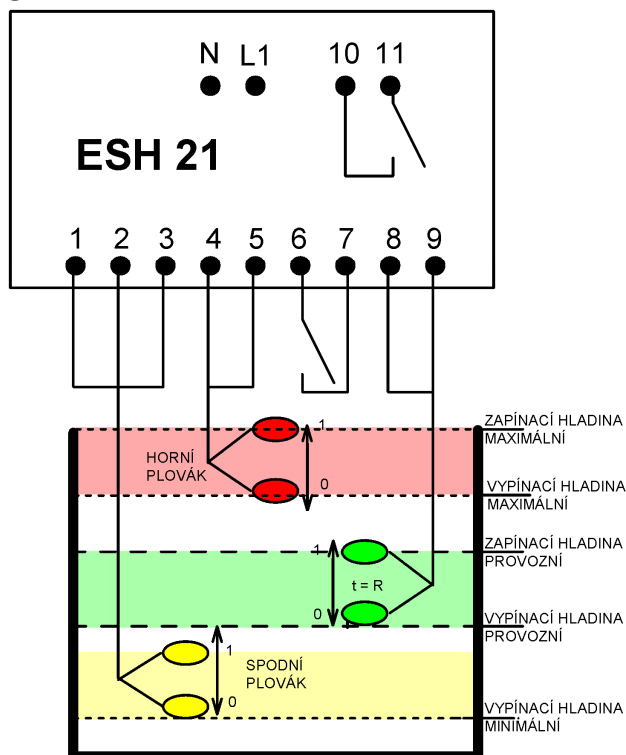 N L1 10 11
ESH 21
1 2 3 4 5 6 7 8 9
ZAPÍNACÍ HLADINA
MAXIMÁLNÍ
1
HORNÍ
PLOVÁK
0
VYPÍNACÍ HLADINA
MAXIMÁLNÍ
ZAPÍNACÍ HLADINA
PROVOZNÍ
1
t = R
0
VYPÍNACÍ HLADINA
PROVOZNÍ
1
SPODNÍ
PLOVÁK
0
VYPÍNACÍ HLADINA
MINIMÁLNÍ